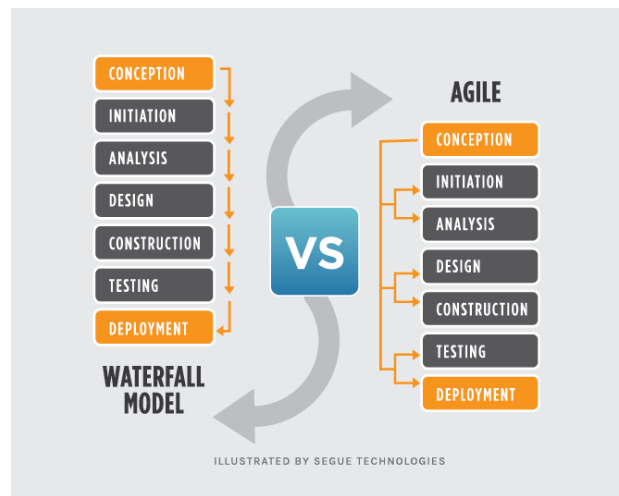 CONCEPTION
INITIATION
ANALYSIS
DESIGN
CONSTRUCTION
TESTING
DEPLOYMENT
WATERFALL
MODEL
VS
AGILE
CONCEPTION
INITIATION
ANALYSIS
DESIGN
CONSTRUCTION
TESTING
DEPLOYMENT
ILLUSTRATED BY SEGUE TECHNOLOGIES